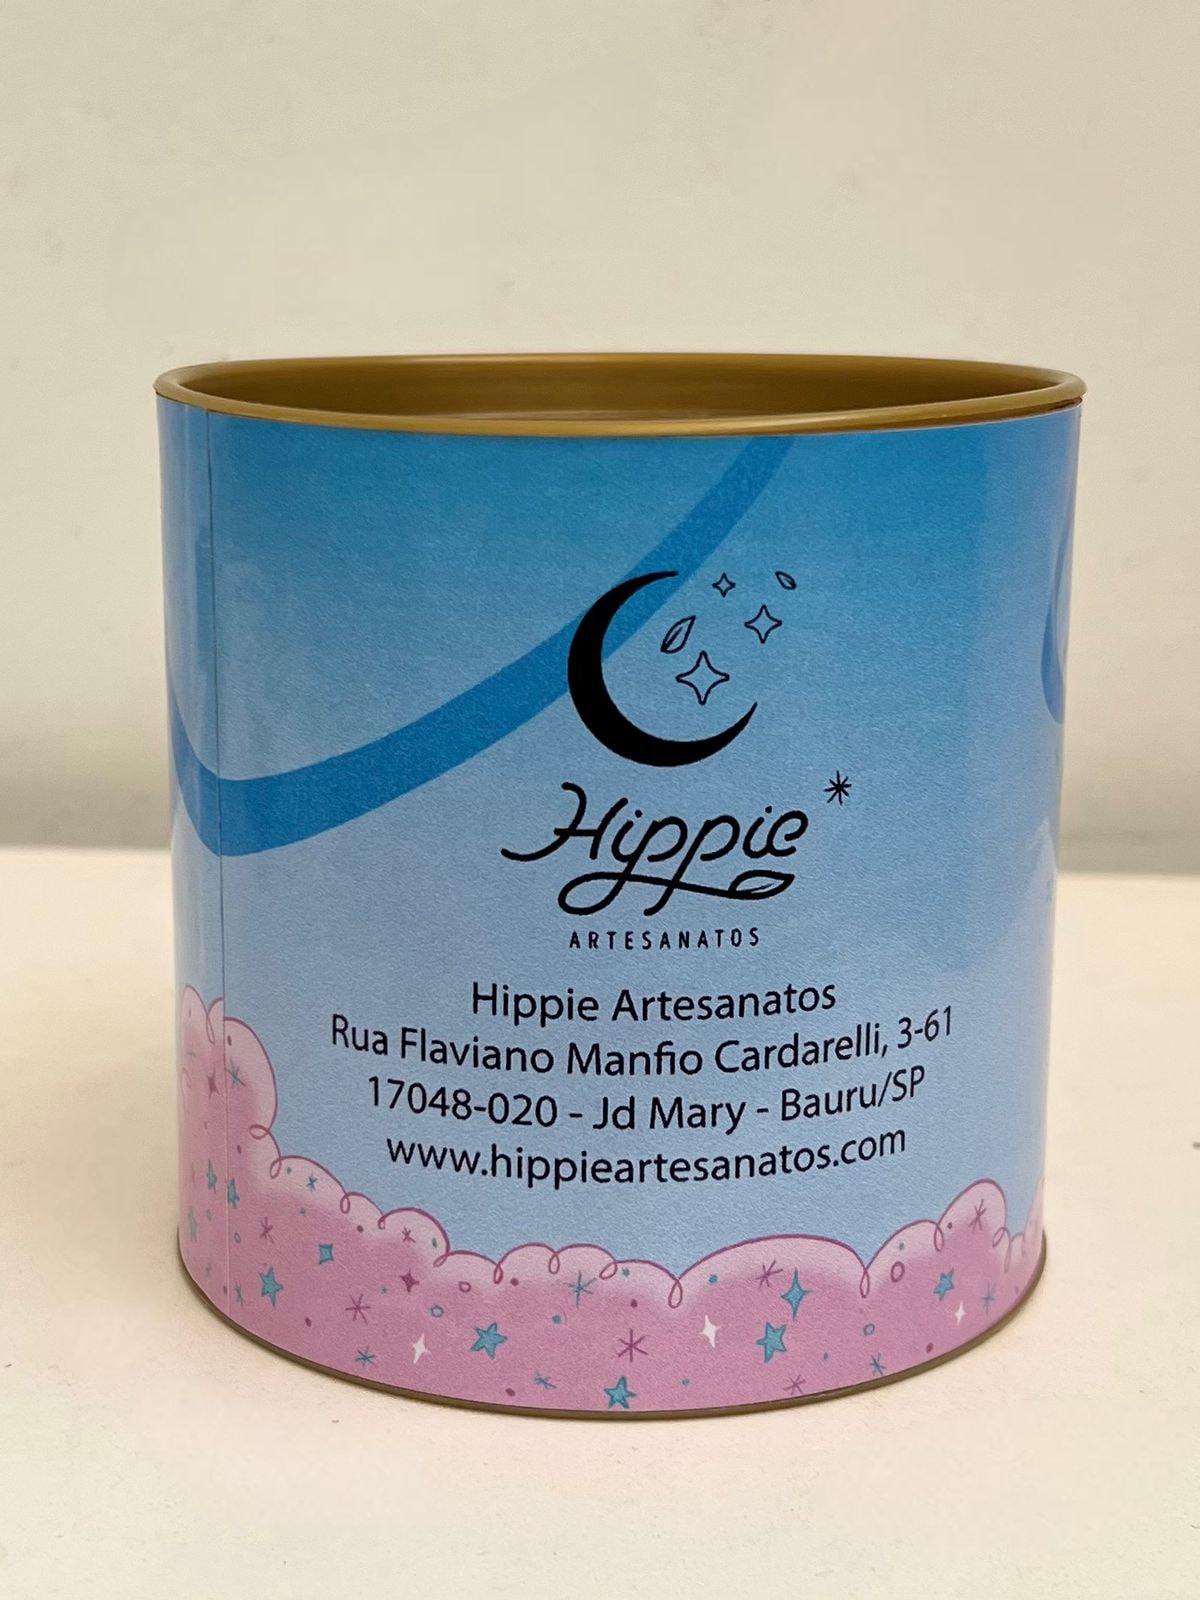 Hippie
ARTESANATOS
Hippie Artesanatos
Rua Flaviano Manfio Cardarelli, 3-61
17048-020 - Jd Mary - Bauru/SP
www.hippieartesanatos.com